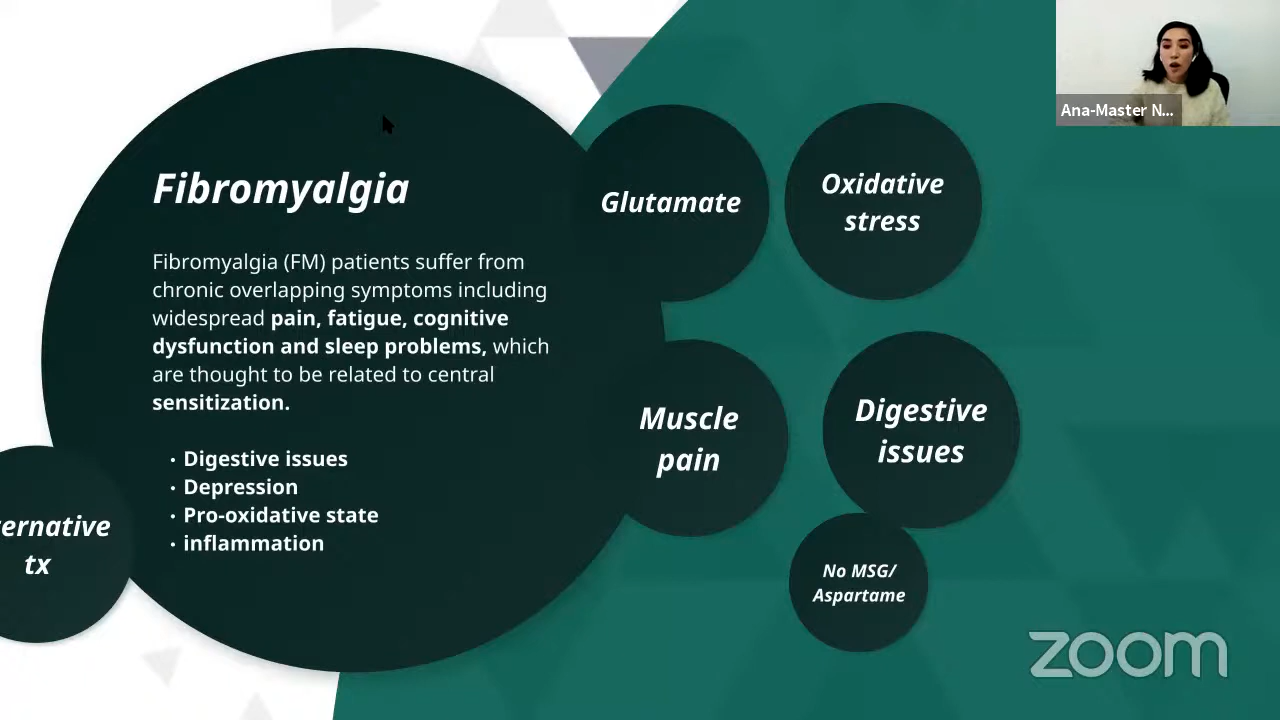 Ana-Master N...
Fibromyalgia
Fibromyalgia (FM) patients suffer from
chronic overlapping symptoms including
widespread pain, fatigue, cognitive
dysfunction and sleep problems, which
are thought to be related to central
sensitization.
· Digestive issues
· Depression
· Pro-oxidative state
· inflammation
Glutamate
Oxidative
stress
Muscle
pain
Digestive
issues
No MSG/
Aspartame
ernative
tx
zoom